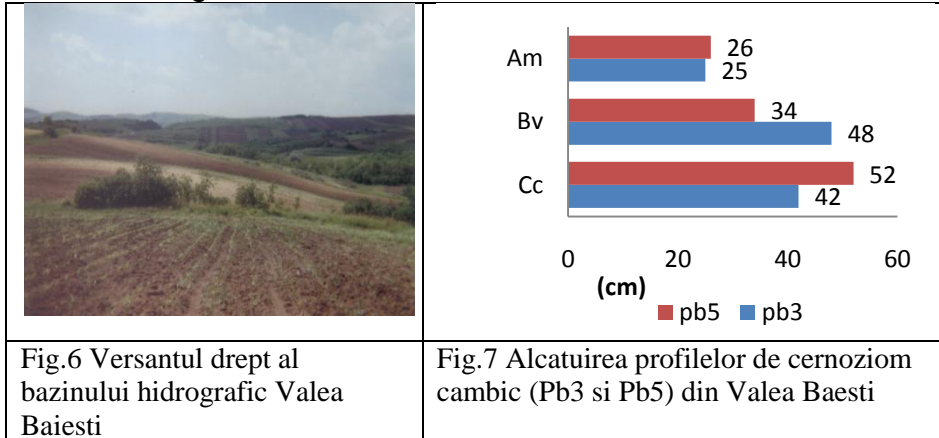 Am
26
25
Bv
34
48
Cc
52
42
0 20 40 60
(cm)
pb5 pb3
Fig.6 Versantul drept al
bazinului hidrografic Valea
Baiesti
Fig.7 Alcatuirea profilelor de cernoziom
cambic (Pb3 si Pb5) din Valea Baesti